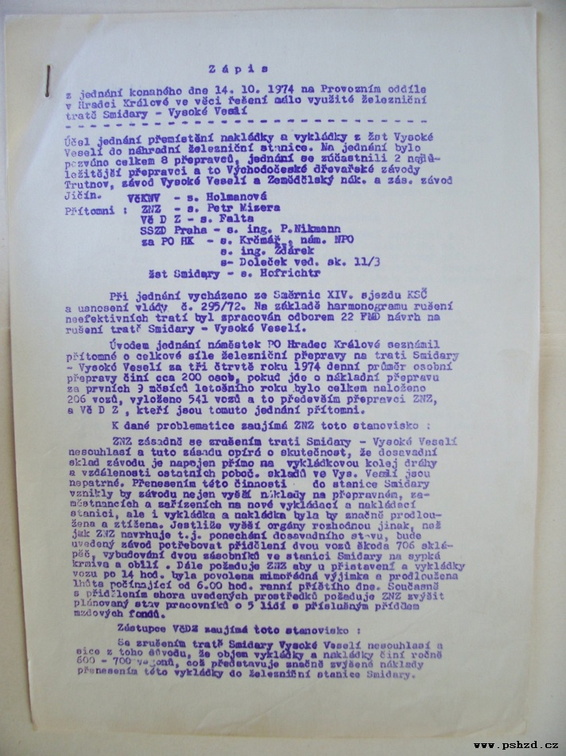 Zápis
z jednání konaného dne 14. 10. 1974 na Provozním oddíle
v Hradci Králové ve věci řešení málo využité železniční
tratě Smidary - Vysoké Veselí
Účel jednání přemístění nakládky a vykládky z žst Vysoké
Veselí do náhradní železniční stanice. Na jednání bylo
pozváno celkem 8 přepravců, jednání se zúčastnili 2 nejdů-
ležitější přepravci a to Východočeské dřevařské závody
Trutnov, závod Vysoké Veselí a Zemědělský nák. a zás. závod
Jičín.
VčKNV - s. Holmanová
Přítomni : ZNZ - s. Petr Mizera
Vč D Z - s. Falta
SSZD Praha - s. ing. P.Nikmann
za PO HK - s. Krčmář, nám. NPO
s. ing. Žďárek
s- Doleček ved. sk. 11/3
žst Smidary - s. Hofrichtr
Při jednání vycházeno ze Směrnic XIV. sjezdu KSČ
a usnesení vlády č. 295/72. Na základě harmonogramu rušení
neefektivních tratí byl zpracován odborem 22 FMD návrh na
rušení tratě Smidary - Vysoké Veselí.
Úvodem jednání náměstek PO Hradec Králové seznámil
přítomné o celkové síle železniční přepravy na trati Smidary
- Vysoké Veselí za tři čtvrtě roku 1974 denní průměr osobní
přepravy činí cca 200 osob, pokud jde o nákladní přepravu
za prvních 9 měsíců letošního roku bylo celkem naloženo
206 vozů, vyloženo 541 vozů a to především přepravci ZNZ,
a Vč D Z , kteří jsou tomuto jednání přítomni.
K dané problematice zaujímá ZNZ toto stanovisko :
ZNZ zásadně se zrušením trati Smidary - Vysoké Veselí
nesouhlasí a tuto zásadu opírá o skutečnost, že dosavadní
sklad závodu je napojen přímo na vykládkovou kolej dráhy
a vzdálenosti ostatních poboč. skladů ve Vys. Veselí jsou
nepatrné. Přenesením této činnosti do stanice Smidary
vznikly by závodu nejen vyšší náklady na přepravném, za-
městnancích a zařízeních na nové vykládací a nakládací
stanici, ale i vykládka a nakládka byla by značně prodlou-
žena a ztížena. Jestliže vyšší orgány rozhodnou jinak, než
jak ZNZ navrhuje t.j. ponechání dosavadního stavu, bude
uvedený závod potřebovat přidělení dvou vozů škoda 706 sklá-
pěč, vybudování dvou zásobníků ve stanici Smidary na sypká
krmiva a obilí . Dále požaduje ZNZ aby u přistavení a vykládky
vozu po 14 hod. byla povolena mimořádná výjimka a prodloužena
lhůta počínající od 6.00 hod. ranní příštího dne. Současně
s přidělením shora uvedených prostředků požaduje ZNZ zvýšit
plánovaný stav pracovníků o 5 lidí s příslušným přídělem
mzdových fondů.
Zástupce VčDZ zaujímá toto stanovisko :
Se zrušením tratě Smidary Vysoké Veselí nesouhlasí a
sice z toho důvodu, že objem vykládky a nakládky činí ročně
600 - 700 vagonů, což představuje značně zvýšené náklady
přenesením této vykládky do železniční stanice Smidary.
www.pshzd.cz